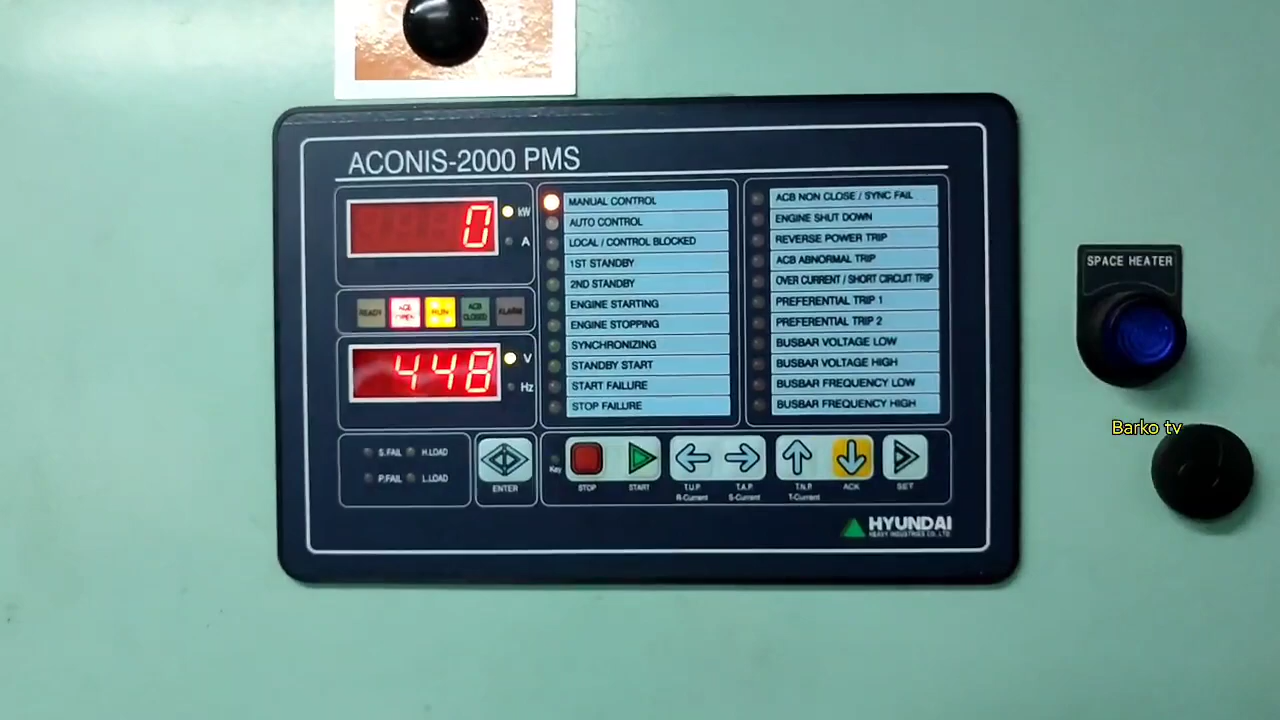 ACONIS-2000 PMS
0
kW
A
READY
ACB OPEN
RUN
ACB CLOSED
ALARM
448
V
Hz
MANUAL CONTROL
AUTO CONTROL
LOCAL / CONTROL BLOCKED
1ST STANDBY
2ND STANDBY
ENGINE STARTING
ENGINE STOPPING
SYNCHRONIZING
STANDBY START
START FAILURE
STOP FAILURE
ACB NON CLOSE / SYNC FAIL
ENGINE SHUT DOWN
REVERSE POWER TRIP
ACB ABNORMAL TRIP
OVER CURRENT / SHORT CIRCUIT TRIP
PREFERENTIAL TRIP 1
PREFERENTIAL TRIP 2
BUSBAR VOLTAGE LOW
BUSBAR VOLTAGE HIGH
BUSBAR FREQUENCY LOW
BUSBAR FREQUENCY HIGH
S.FAIL H.LOAD
P.FAIL L.LOAD
ENTER
Key
STOP
START
T.U.P.
R-Current
T.A.P.
S-Current
T.N.P.
T-Current
ACK
SET
HYUNDAI
HEAVY INDUSTRIES CO., LTD.
SPACE HEATER
Barko tv